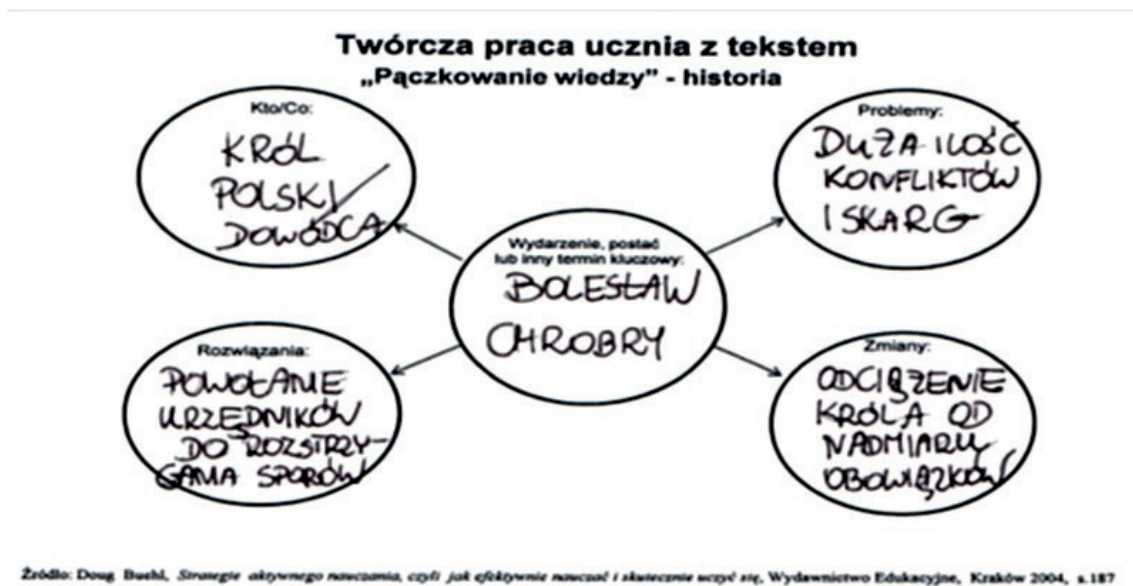 Twórcza praca ucznia z tekstem
„Pączkowanie wiedzy” - historia
Kto/Co:
KRÓL
POLSKI/
DOWÓDCA
Problemy:
DUŻA ILOŚĆ
KONFLIKTÓW
I SKARG
Wydarzenie, postać
lub inny termin kluczowy:
BOLESŁAW
CHROBRY
Rozwiązania:
POWOŁANIE
URZĘDNIKÓW
DO ROZSTRZY-
GANIA SPORÓW
Zmiany:
ODCIĄŻENIE
KRÓLA OD
NADMIARU
OBOWIĄZKÓW
Źródło: Doug Buehl, Strategie aktywnego nauczania, czyli jak efektywnie nauczać i skutecznie uczyć się, Wydawnictwo Edukacyjne, Kraków 2004, s.187